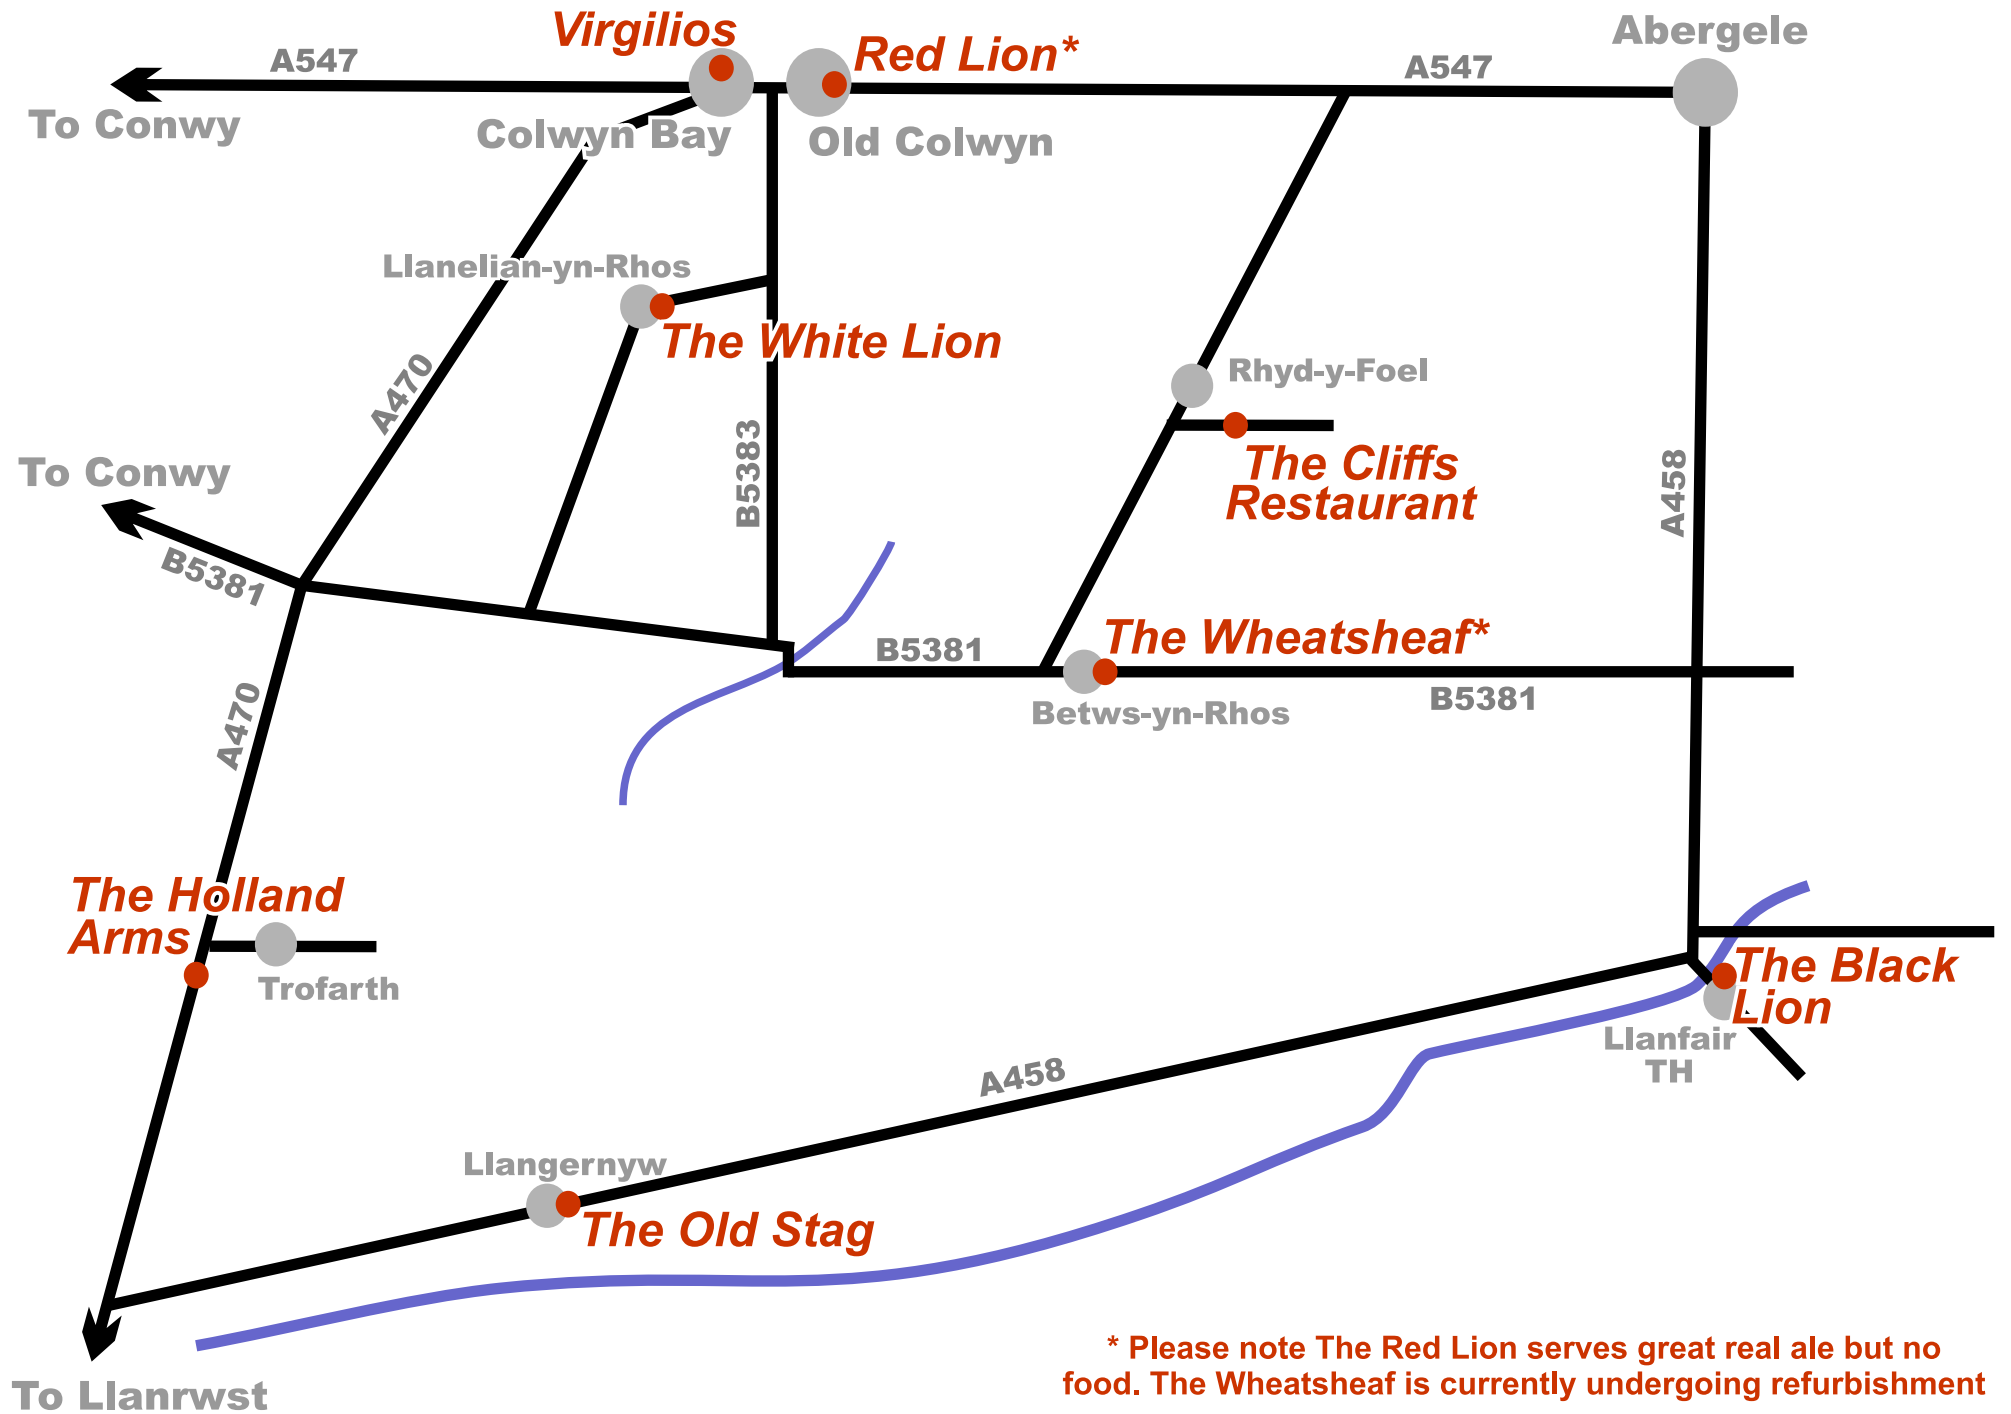 Virgilios
Red Lion*
Abergele
A547
A547
To Conwy
Colwyn Bay
Old Colwyn
Llanelian-yn-Rhos
The White Lion
A470
Rhyd-y-Foel
B5383
The Cliffs
Restaurant
A458
To Conwy
B5381
The Wheatsheaf*
B5381
B5381
Betws-yn-Rhos
A470
The Holland
Arms
Trofarth
The Black
Lion
Llanfair
TH
A458
Llangernyw
The Old Stag
* Please note The Red Lion serves great real ale but no
food. The Wheatsheaf is currently undergoing refurbishment
To Llanrwst